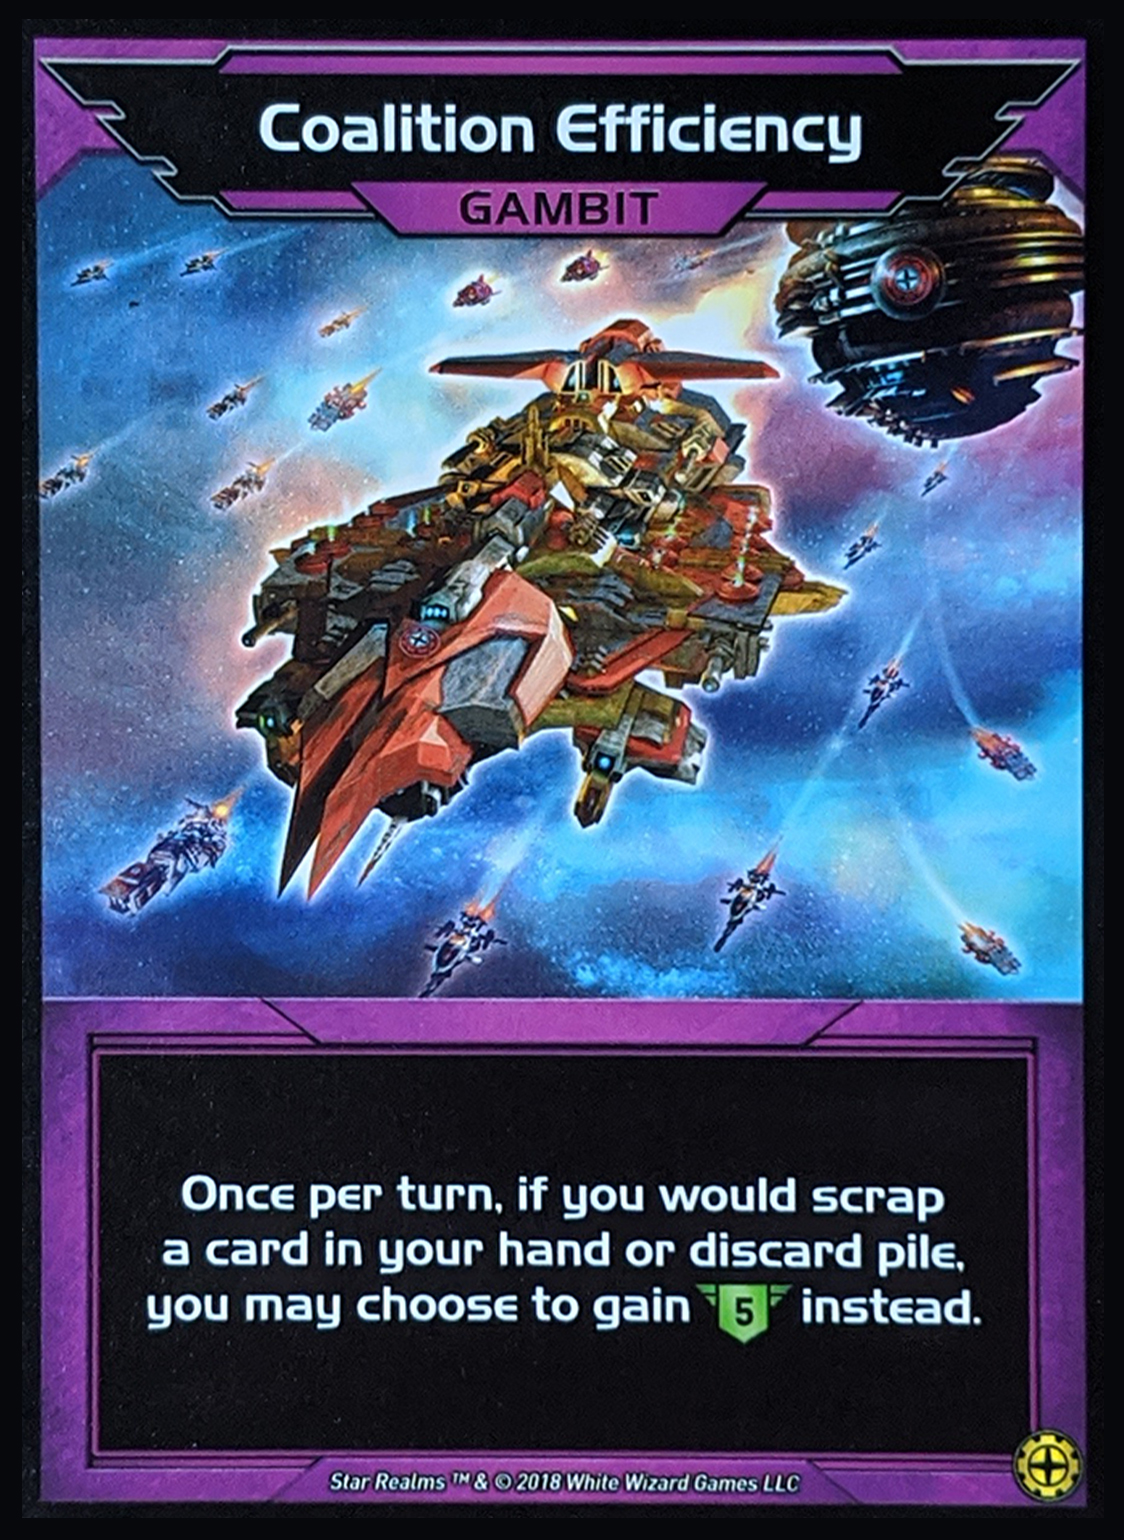 Coalition Efficiency
GAMBIT
Once per turn, if you would scrap
a card in your hand or discard pile,
you may choose to gain 5 instead.
Star Realms ™ & © 2018 White Wizard Games LLC